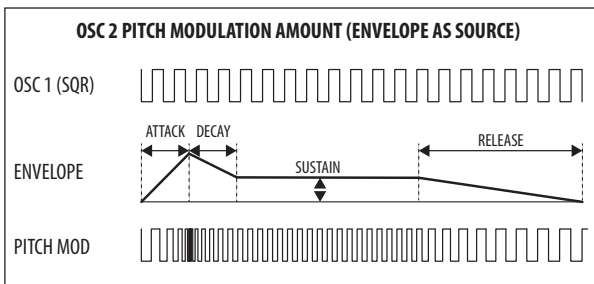 OSC 2 PITCH MODULATION AMOUNT (ENVELOPE AS SOURCE)
OSC 1 (SQR)
ATTACK DECAY RELEASE
ENVELOPE SUSTAIN
PITCH MOD